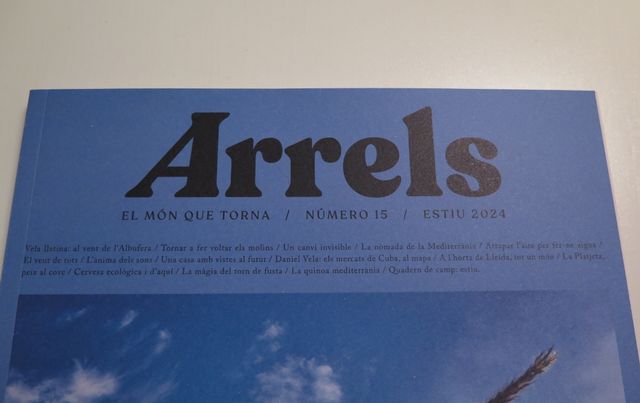 Arrels
EL MÓN QUE TORNA / NÚMERO 15 / ESTIU 2024
Vela llatina: al vent de l'Albufera / Tornar a fer voltar els molins / Un canvi invisible / La nòmada de la Mediterrània / Atrapar l'aire per fer-ne aigua /
El vent de tots / L'ànima dels sons / Una casa amb vistes al futur / Daniel Vela: els mercats de Cuba, al mapa / A l'horta de Lleida, tot un món / La Platjeta,
peix al cove / Cervesa ecològica i d'aquí / La màgia del torn de fusta / La quinoa mediterrània / Quadern de camp: estiu.